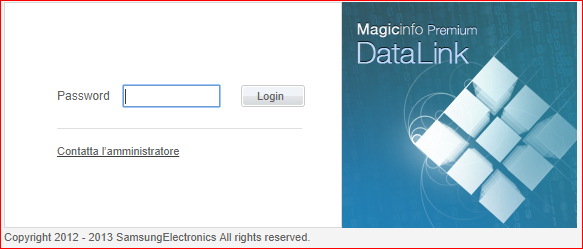 Magicinfo Premium
DataLink
Password
Login
Contatta l'amministratore
Copyright 2012 - 2013 SamsungElectronics All rights reserved.